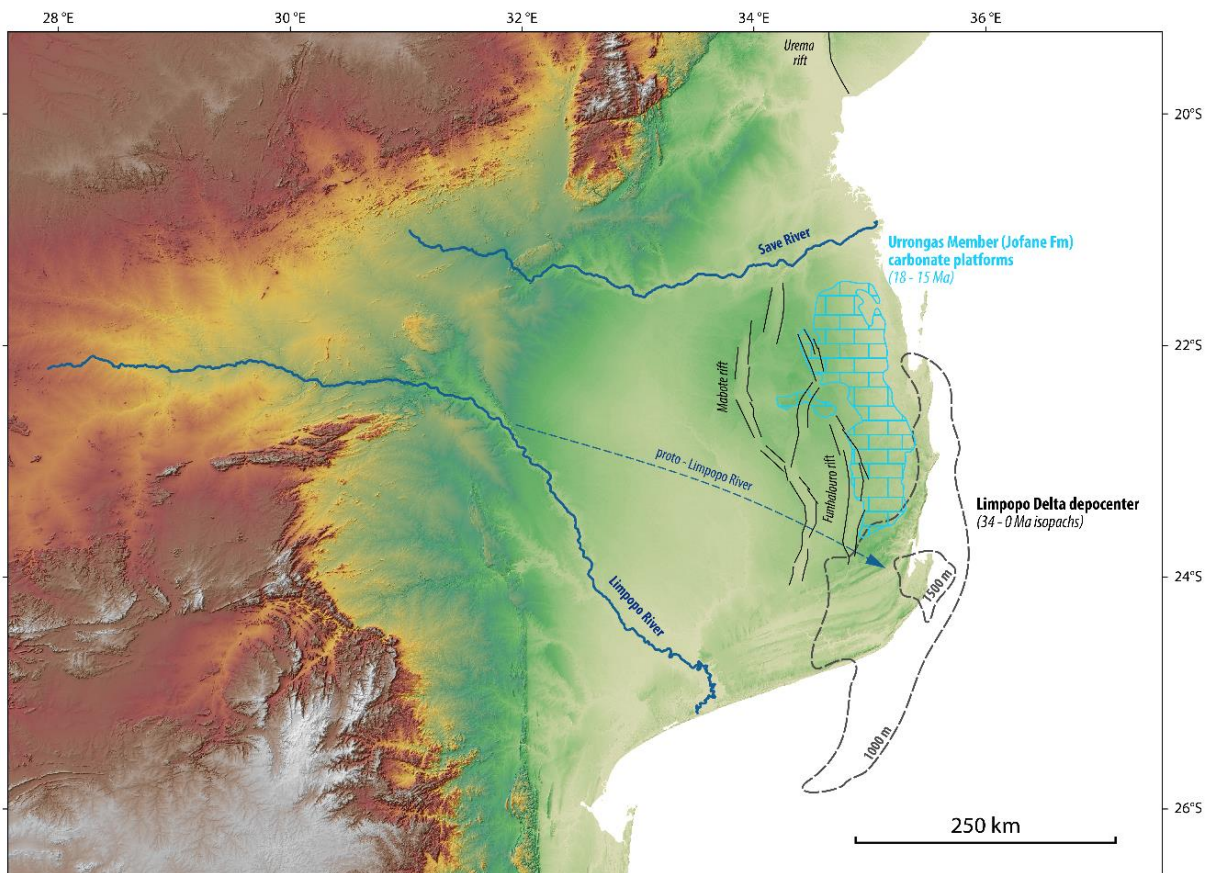 28 °E
30 °E
32 °E
34 °E
36 °E
Urema
rift
20°S
Save River
Urrongas Member (Jofane Fm)
carbonate platforms
(18 - 15 Ma)
22°S
Mabote rift
proto - Limpopo River
Funhalouro rift
Limpopo Delta depocenter
(34 - 0 Ma isopachs)
24°S
1500 m
Limpopo River
1000 m
26°S
250 km